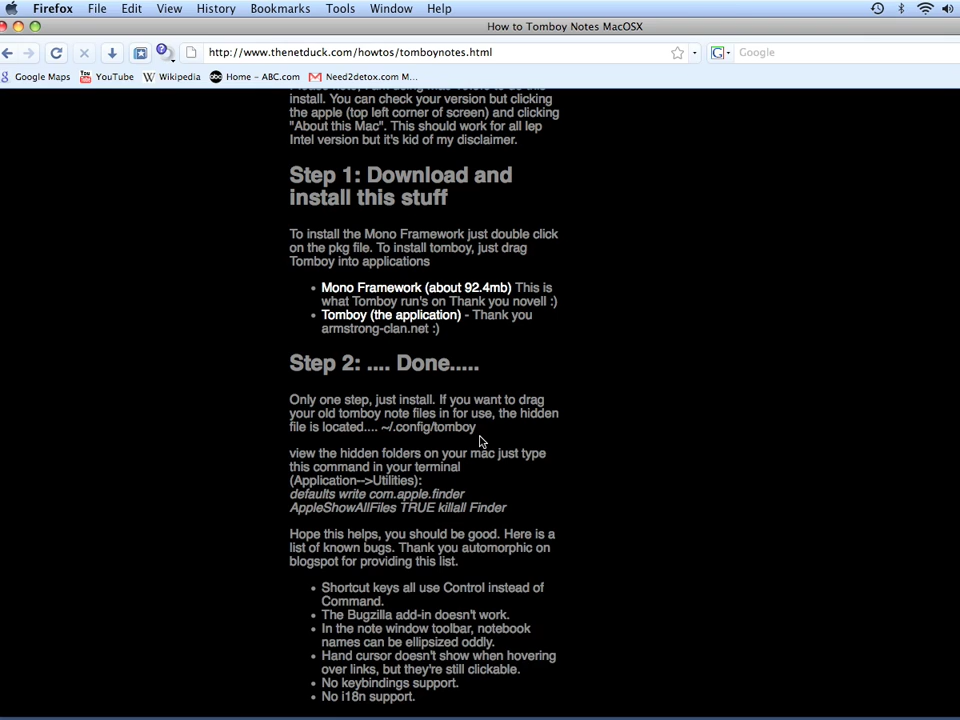 Firefox File Edit View History Bookmarks Tools Window Help
How to Tomboy Notes MacOSX
http://www.thenetduck.com/howtos/tomboynotes.html
Google
Google Maps YouTube Wikipedia Home – ABC.com Need2detox.com M...
install. You can check your version but clicking
the apple (top left corner of screen) and clicking
"About this Mac". This should work for all lep
Intel version but it's kid of my disclaimer.
Step 1: Download and
install this stuff
To install the Mono Framework just double click
on the pkg file. To install tomboy, just drag
Tomboy into applications
• Mono Framework (about 92.4mb) This is
what Tomboy run's on Thank you novell :)
• Tomboy (the application) - Thank you
armstrong-clan.net :)
Step 2: .... Done.....
Only one step, just install. If you want to drag
your old tomboy note files in for use, the hidden
file is located.... ~/.config/tomboy
view the hidden folders on your mac just type
this command in your terminal
(Application-->Utilities):
defaults write com.apple.finder
AppleShowAllFiles TRUE killall Finder
Hope this helps, you should be good. Here is a
list of known bugs. Thank you automorphic on
blogspot for providing this list.
• Shortcut keys all use Control instead of
Command.
• The Bugzilla add-in doesn't work.
• In the note window toolbar, notebook
names can be ellipsized oddly.
• Hand cursor doesn't show when hovering
over links, but they're still clickable.
• No keybindings support.
• No i18n support.